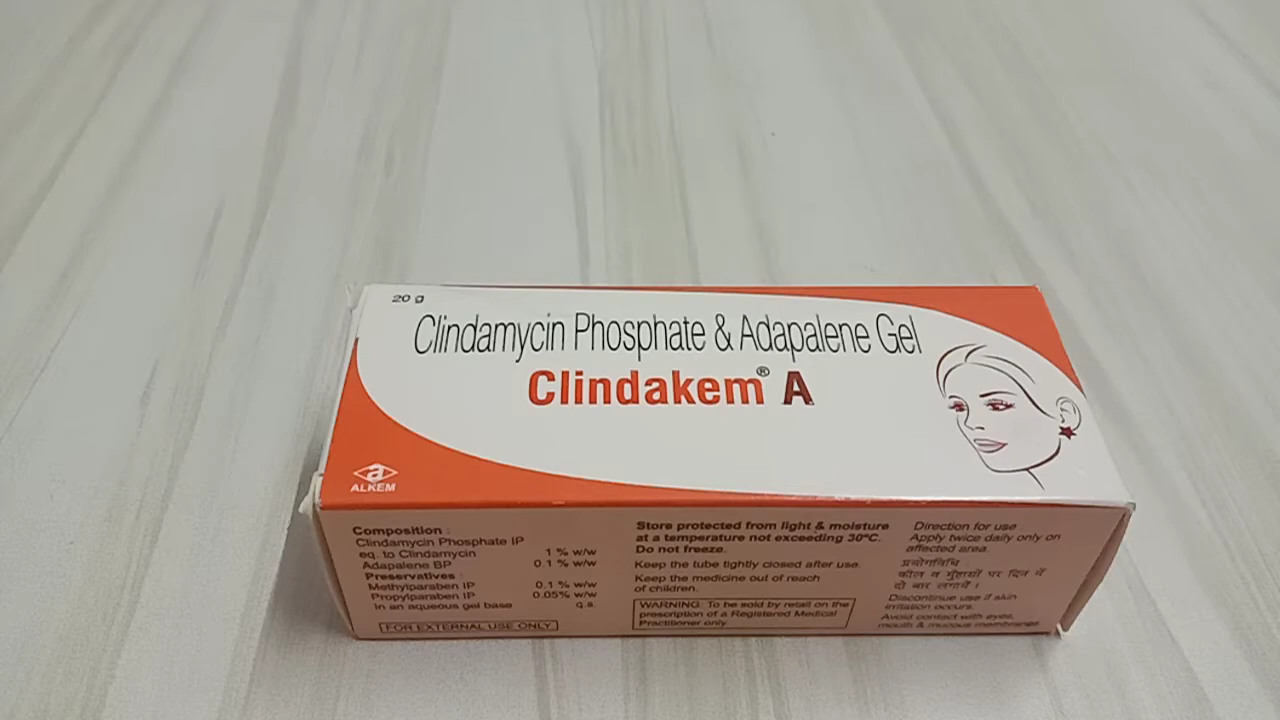 20 g
Clindamycin Phosphate & Adapalene Gel
Clindakem® A
a
ALKEM
Composition :
Clindamycin Phosphate IP
eq. to Clindamycin 1 % w/w
Adapalene BP 0.1 % w/w
Preservatives :
Methylparaben IP 0.1 % w/w
Propylparaben IP 0.05% w/w
In an aqueous gel base q.s.
FOR EXTERNAL USE ONLY
Store protected from light & moisture
at a temperature not exceeding 30°C.
Do not freeze.
Keep the tube tightly closed after use.
Keep the medicine out of reach
of children.
WARNING: To be sold by retail on the
prescription of a Registered Medical
Practitioner only.
Direction for use :
Apply twice daily only on
affected area.
प्रयोगविधि :
कील व मुँहासों पर दिन में
दो बार लगायें ।
Discontinue use if skin
irritation occurs.
Avoid contact with eyes,
mouth & mucous membranes